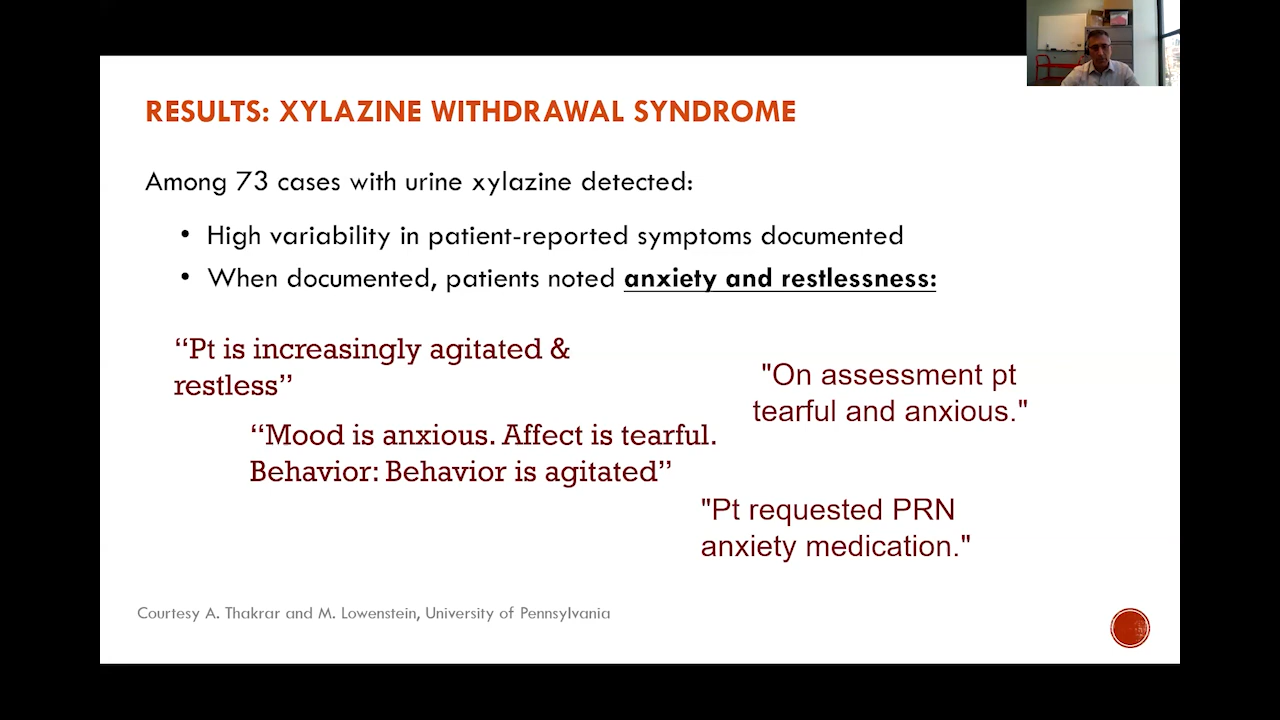 RESULTS: XYLAZINE WITHDRAWAL SYNDROME
Among 73 cases with urine xylazine detected:
• High variability in patient-reported symptoms documented
• When documented, patients noted anxiety and restlessness:
“Pt is increasingly agitated &
restless”
"On assessment pt
tearful and anxious."
“Mood is anxious. Affect is tearful.
Behavior: Behavior is agitated”
"Pt requested PRN
anxiety medication."
Courtesy A. Thakrar and M. Lowenstein, University of Pennsylvania